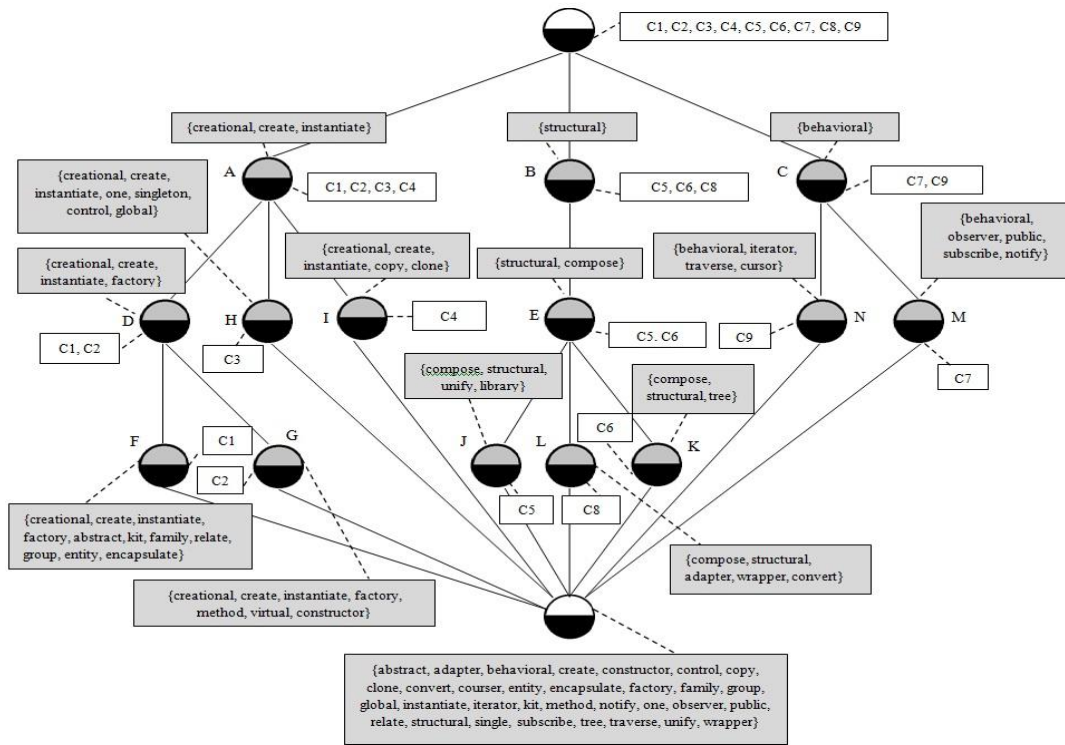 C1, C2, C3, C4, C5, C6, C7, C8, C9
{creational, create, instantiate}
{structural}
{behavioral}
A
B
C
C1, C2, C3, C4
C5, C6, C8
C7, C9
{creational, create,
instantiate, one, singleton,
control, global}
{creational, create,
instantiate, factory}
{creational, create,
instantiate, copy, clone}
{structural, compose}
{behavioral, iterator,
traverse, cursor}
{behavioral,
observer, public,
subscribe, notify}
D
H
I
E
N
M
C1, C2
C3
C4
C5. C6
C9
C7
{compose, structural,
unify, library}
{compose,
structural, tree}
F
C1
G
C2
J
L
C6
K
C5
C8
{creational, create, instantiate,
factory, abstract, kit, family, relate,
group, entity, encapsulate}
{creational, create, instantiate, factory,
method, virtual, constructor}
{compose, structural,
adapter, wrapper, convert}
{abstract, adapter, behavioral, create, constructor, control, copy,
clone, convert, courser, entity, encapsulate, factory, family, group,
global, instantiate, iterator, kit, method, notify, one, observer, public,
relate, structural, single, subscribe, tree, traverse, unify, wrapper}